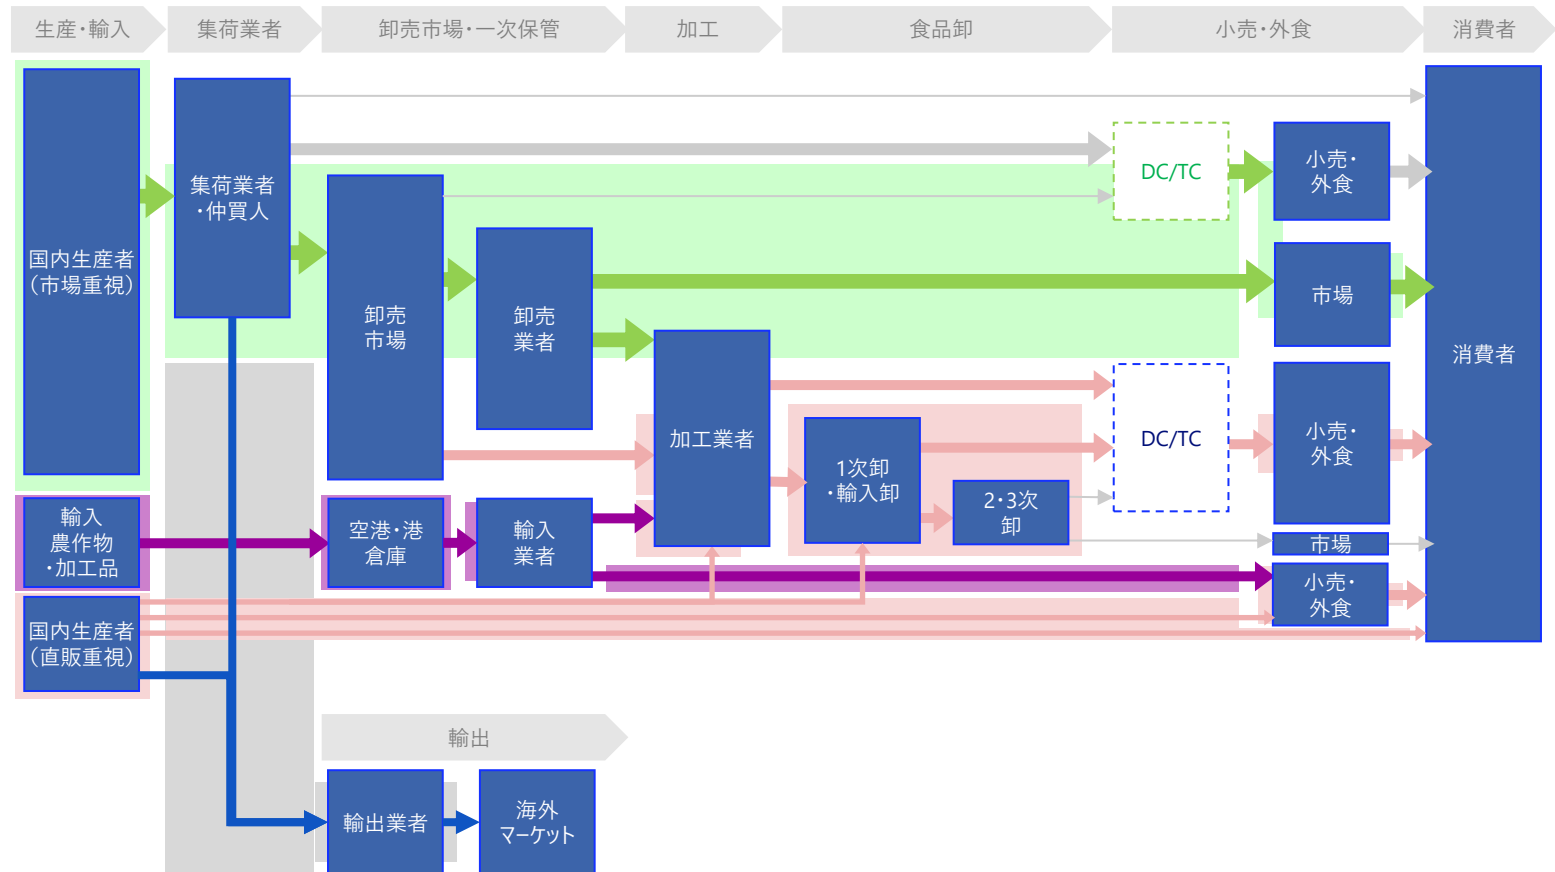 生産・輸入
集荷業者
卸売市場・一次保管
加工
食品卸
小売・外食
消費者
国内生産者
（市場重視）
集荷業者
・仲買人
卸売
市場
卸売
業者
DC/TC
小売・
外食
市場
消費者
加工業者
DC/TC
小売・
外食
1次卸
・輸入卸
2・3次
卸
輸入
農作物
・加工品
空港・港
倉庫
輸入
業者
市場
小売・
外食
国内生産者
（直販重視）
輸出
輸出業者
海外
マーケット